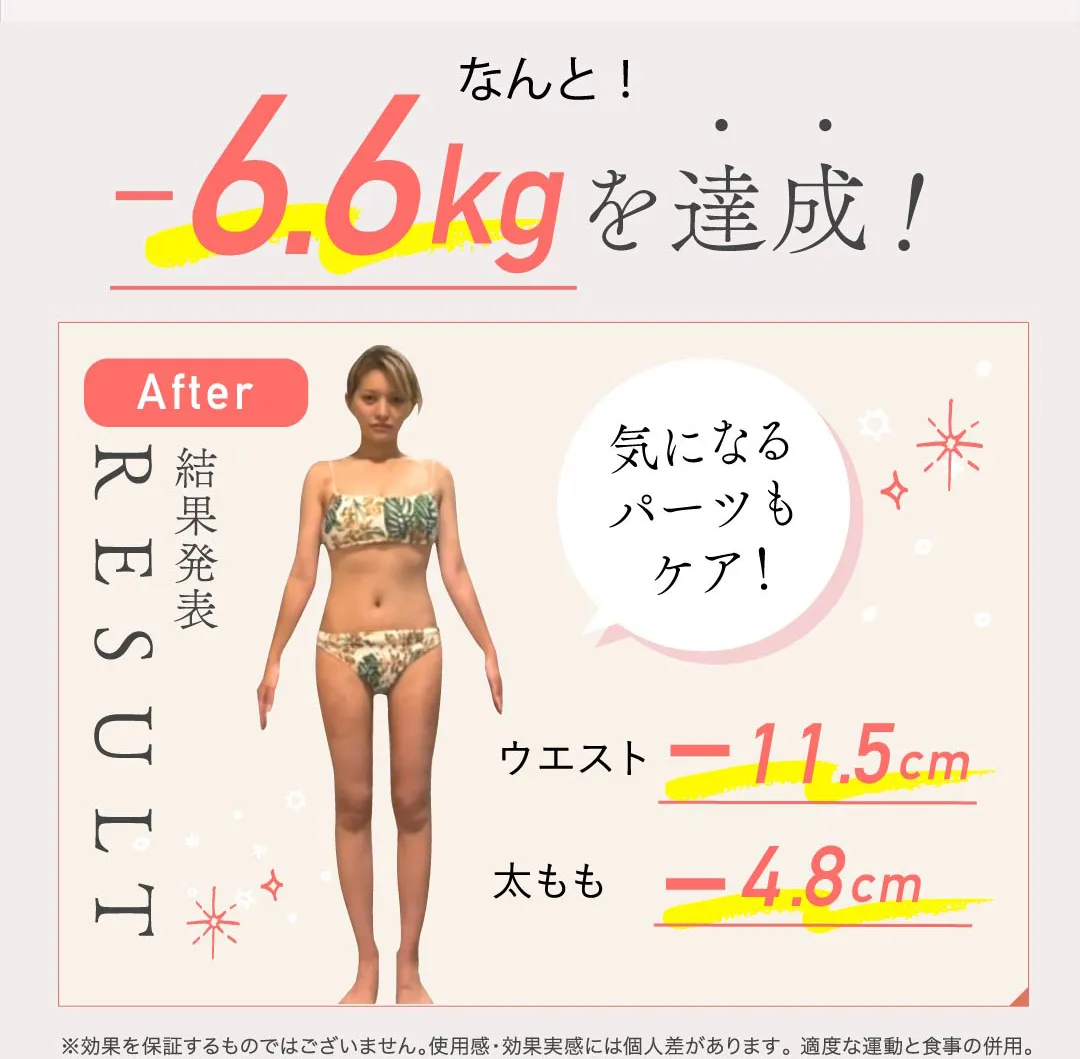 なんと!
-6.6kgを達成!
After
RESULT
結果発表
気になる
パーツも
ケア!
ウエスト -11.5cm
太もも -4.8cm
※効果を保証するものではございません。使用感・効果実感には個人差があります。適度な運動と食事の併用。